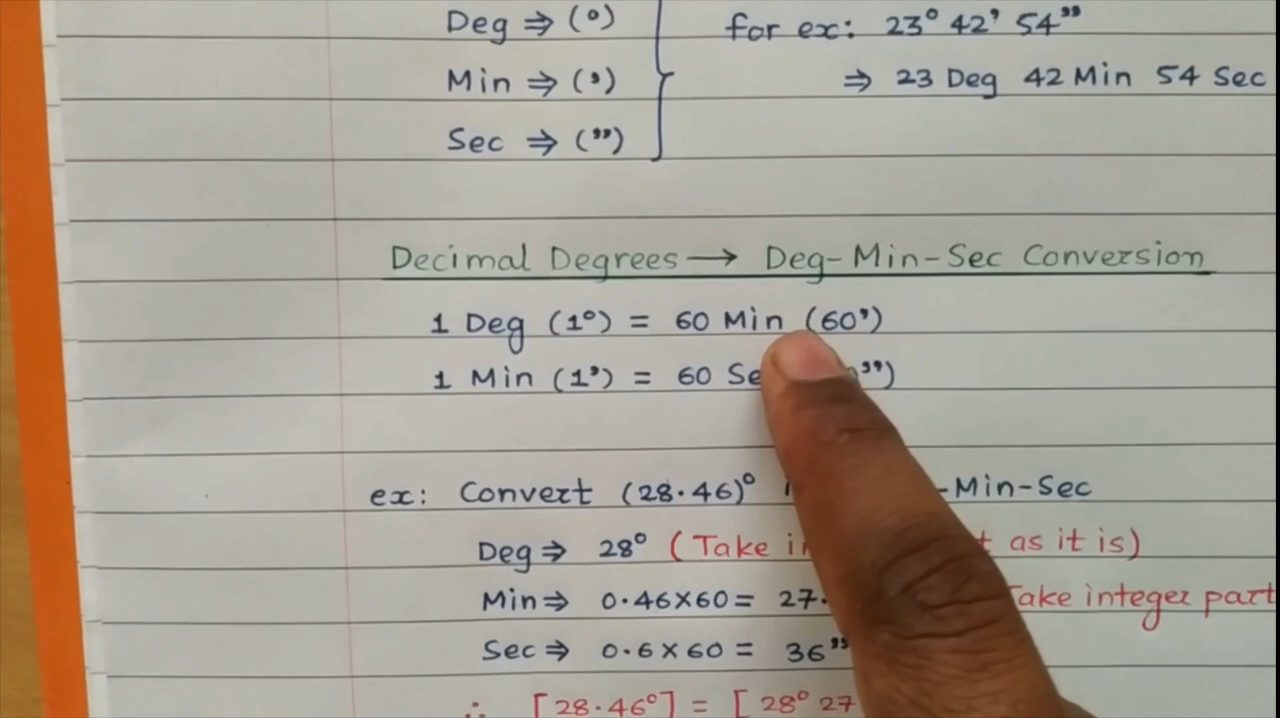 Deg ⇒ (°)
for ex: 23° 42' 54"
Min ⇒ (')
⇒ 23 Deg 42 Min 54 Sec
Sec ⇒ (")
Decimal Degrees → Deg-Min-Sec Conversion
1 Deg (1°) = 60 Min (60')
1 Min (1') = 60
ex: Convert (28.46)° -Min-Sec
Deg ⇒ 28° (Take as it is)
Min ⇒ 0.46×60 = 27. Take integer part
Sec ⇒ 0.6×60 = 36"
∴ [28.46°] = [28° 27